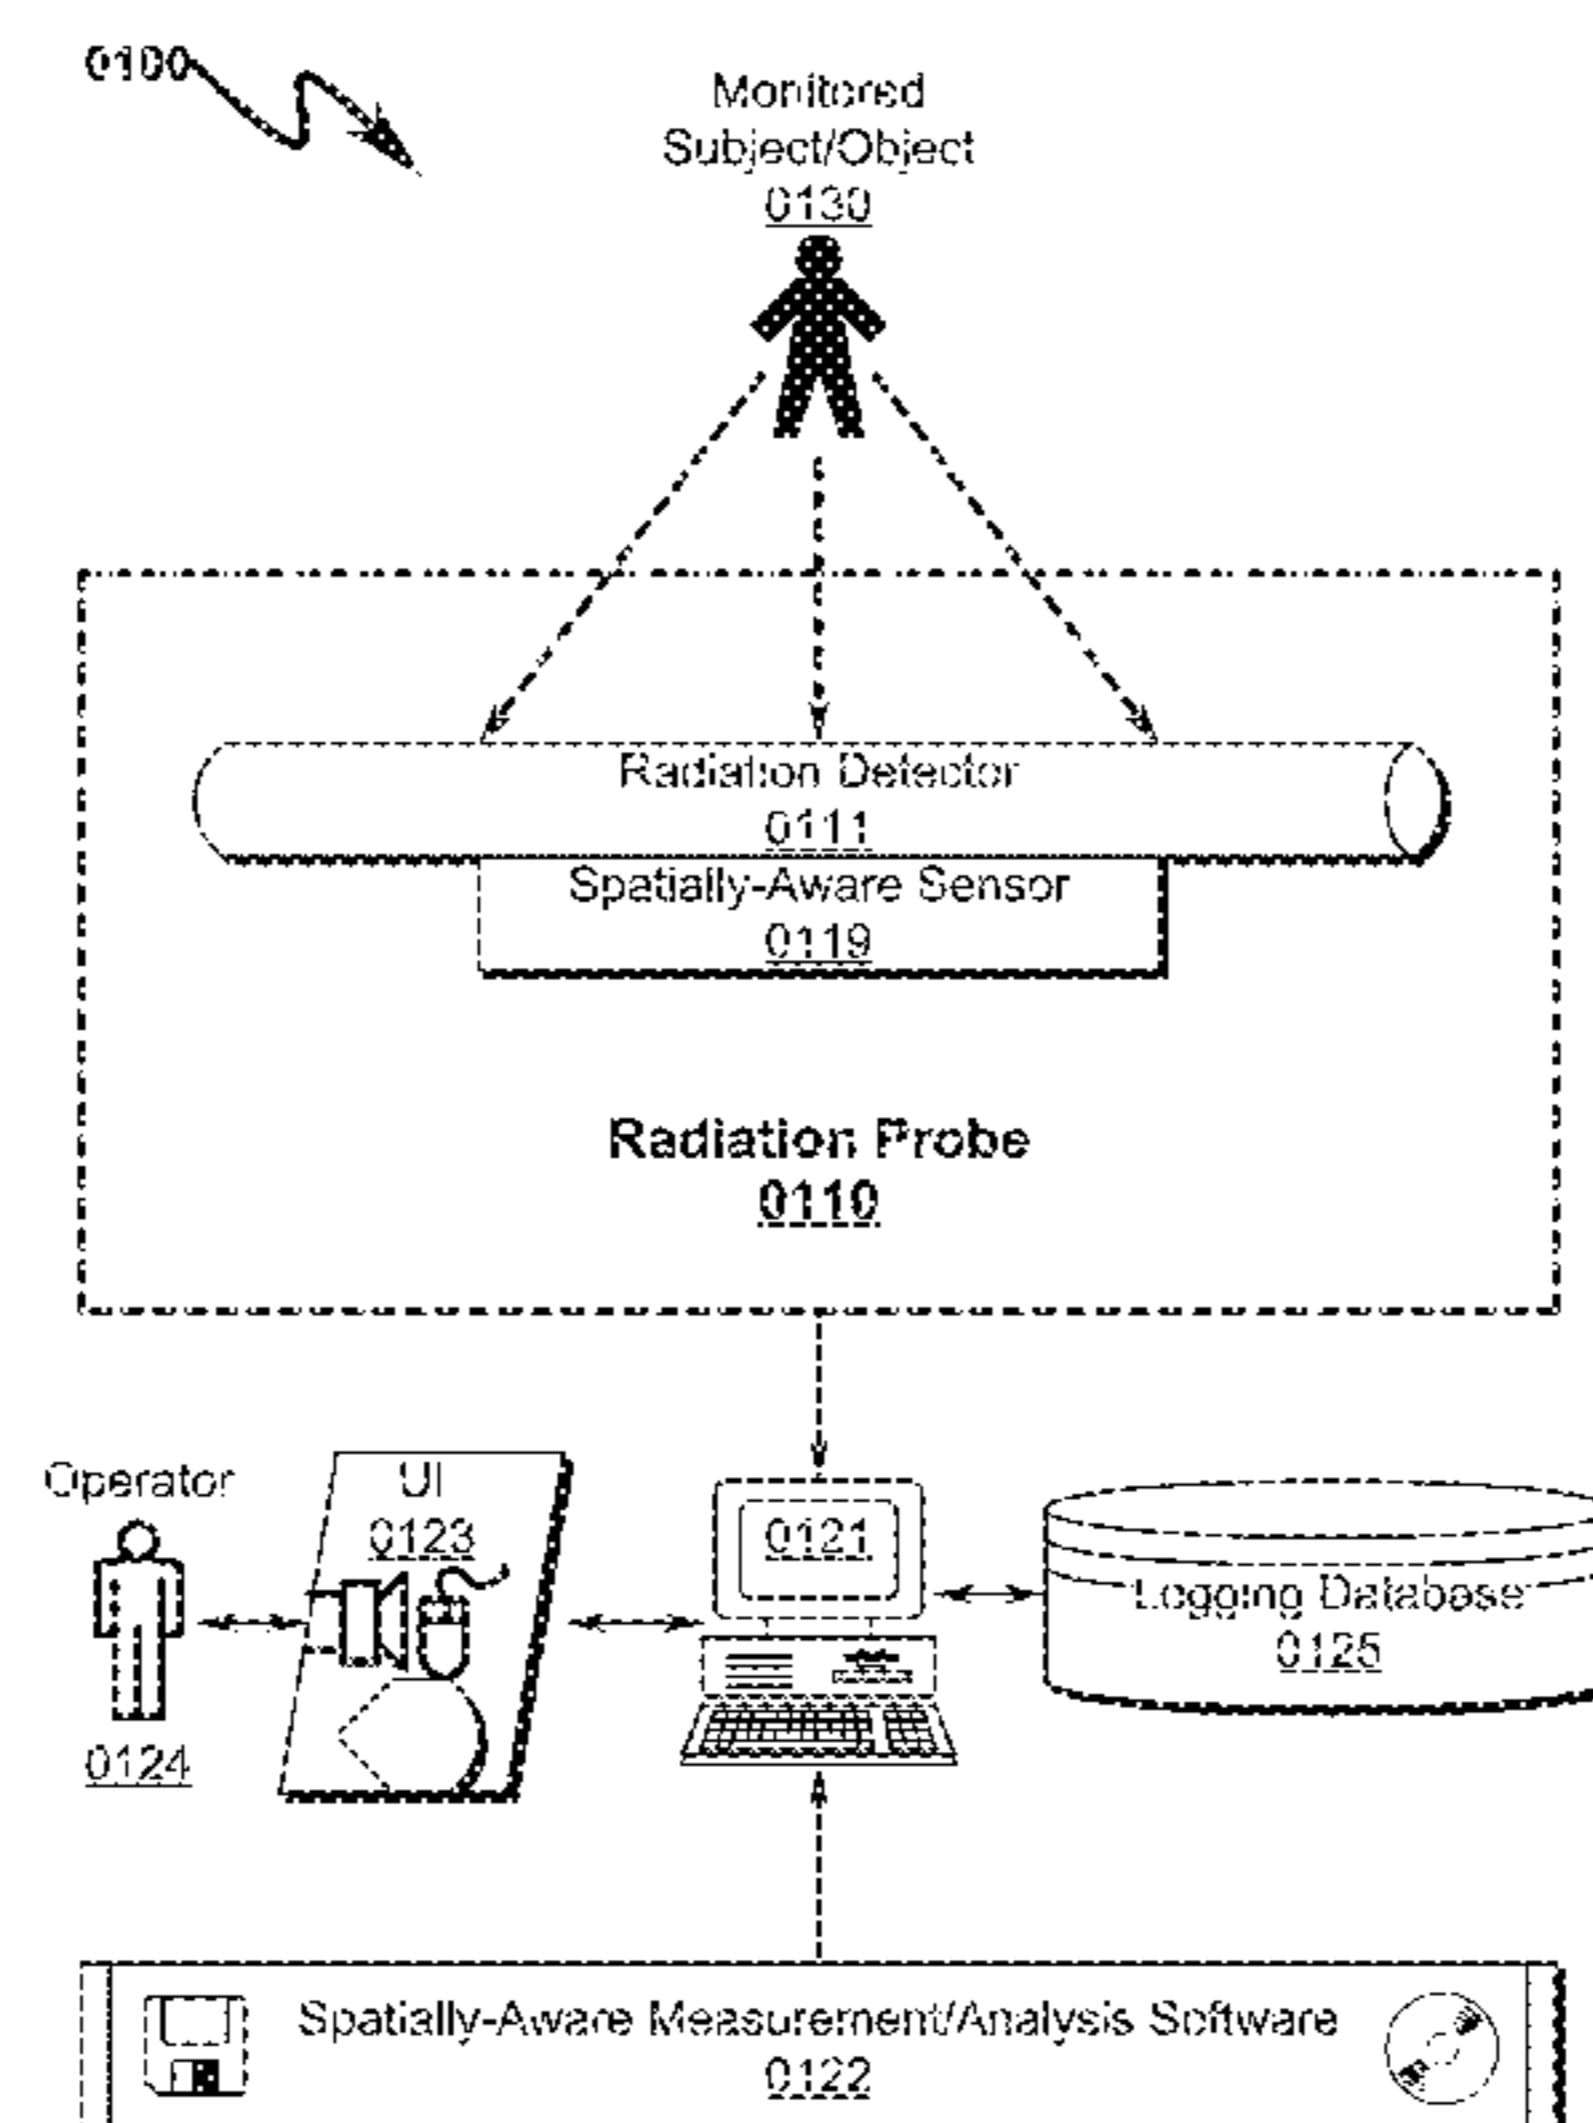 0100
Monitored
Subject/Object
0130
Radiation Detector
0111
Spatially-Aware Sensor
0119
Radiation Probe
0110
Operator
0124
UI
0123
0121
Logging Database
0125
Spatially-Aware Measurement/Analysis Software
0122